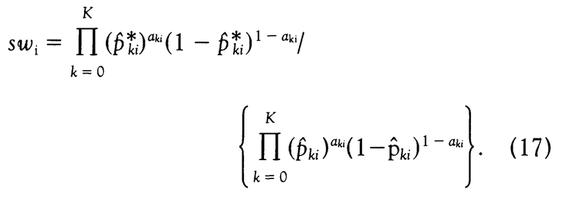 sw_i = ∏_{k = 0}^{K} (p̂*_{ki})^{a_{ki}} (1 − p̂*_{ki})^{1 − a_{ki}} /
{ ∏_{k = 0}^{K} (p̂_{ki})^{a_{ki}} (1−p̂_{ki})^{1 − a_{ki}} }. (17)